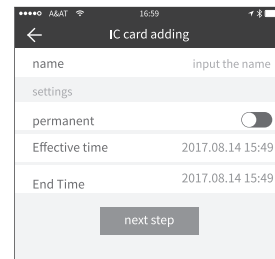 A&AT 16:59
IC card adding
name input the name
settings
permanent
Effective time 2017.08.14 15:49
End Time 2017.08.14 15:49
next step